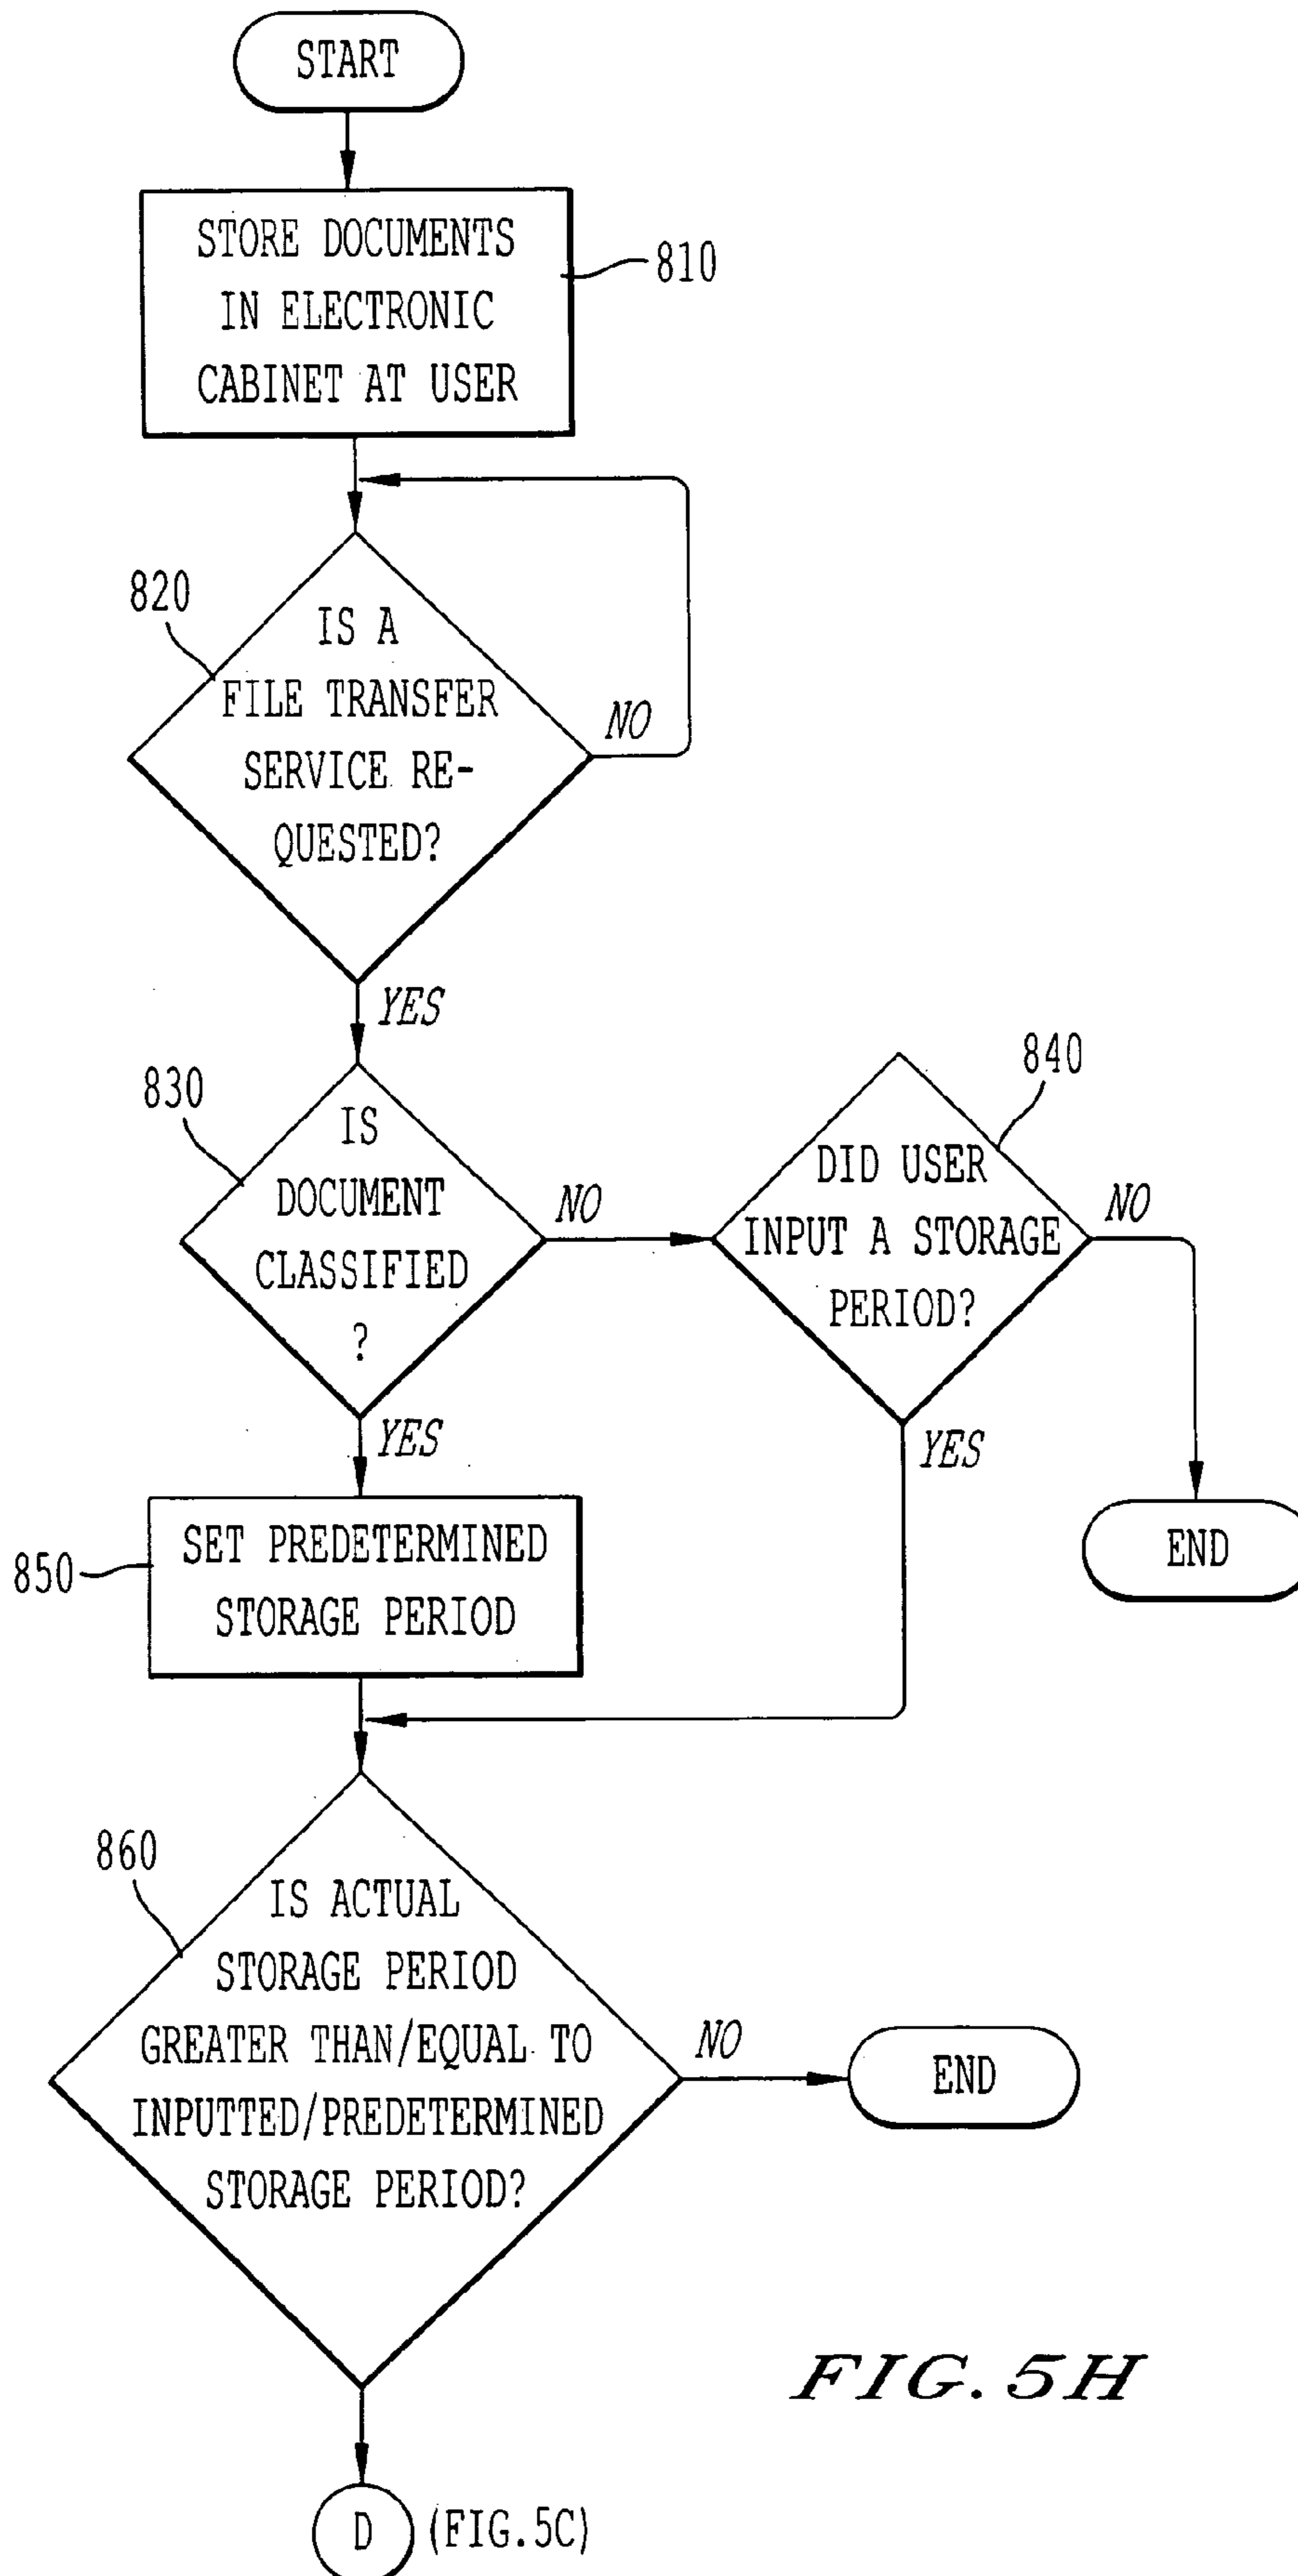 START
STORE DOCUMENTS
IN ELECTRONIC
CABINET AT USER
810
820
IS A
FILE TRANSFER
SERVICE RE-
QUESTED?
NO
YES
830
IS
DOCUMENT
CLASSIFIED
?
NO
840
DID USER
INPUT A STORAGE
PERIOD?
NO
YES
YES
END
850
SET PREDETERMINED
STORAGE PERIOD
860
IS ACTUAL
STORAGE PERIOD
GREATER THAN/EQUAL TO
INPUTTED/PREDETERMINED
STORAGE PERIOD?
NO
END
FIG. 5H
D (FIG.5C)